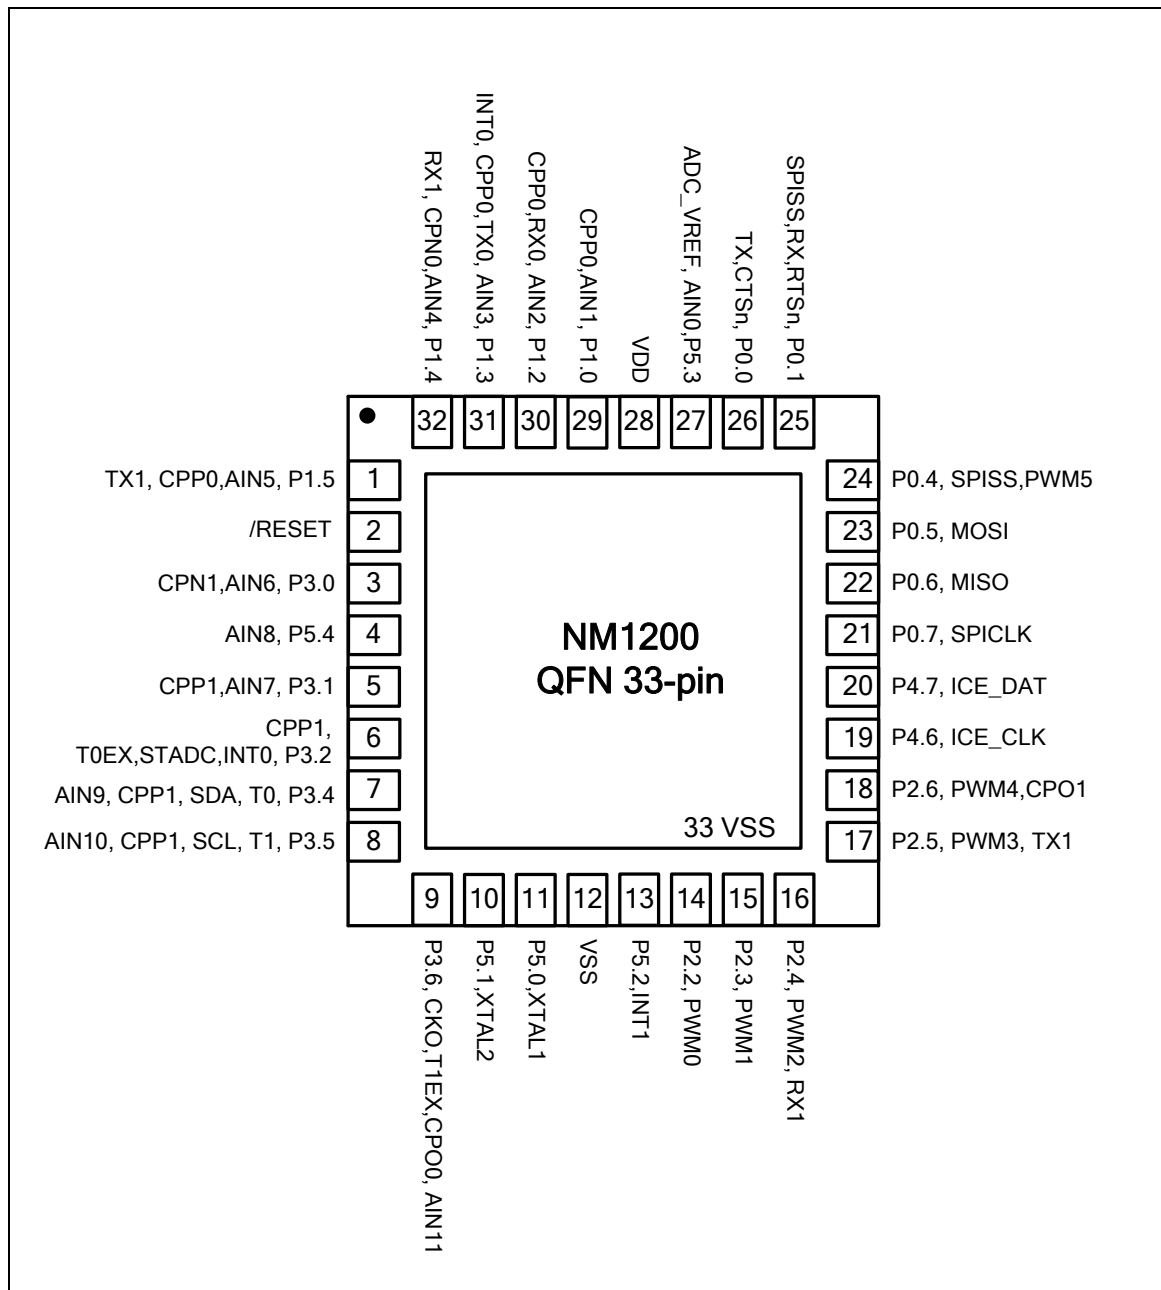 RX1, CPN0,AIN4, P1.4
INT0, CPP0,TX0, AIN3, P1.3
CPP0,RX0, AIN2, P1.2
CPP0,AIN1, P1.0
VDD
ADC_VREF, AIN0,P5.3
TX,CTSn, P0.0
SPISS,RX,RTSn, P0.1
32 31 30 29 28 27 26 25
TX1, CPP0,AIN5, P1.5 1
/RESET 2
CPN1,AIN6, P3.0 3
AIN8, P5.4 4
CPP1,AIN7, P3.1 5
CPP1,
T0EX,STADC,INT0, P3.2 6
AIN9, CPP1, SDA, T0, P3.4 7
AIN10, CPP1, SCL, T1, P3.5 8
NM1200
QFN 33-pin
33 VSS
24 P0.4, SPISS,PWM5
23 P0.5, MOSI
22 P0.6, MISO
21 P0.7, SPICLK
20 P4.7, ICE_DAT
19 P4.6, ICE_CLK
18 P2.6, PWM4,CPO1
17 P2.5, PWM3, TX1
9 10 11 12 13 14 15 16
P3.6, CKO,T1EX,CPO0, AIN11
P5.1,XTAL2
P5.0,XTAL1
VSS
P5.2,INT1
P2.2, PWM0
P2.3, PWM1
P2.4, PWM2, RX1